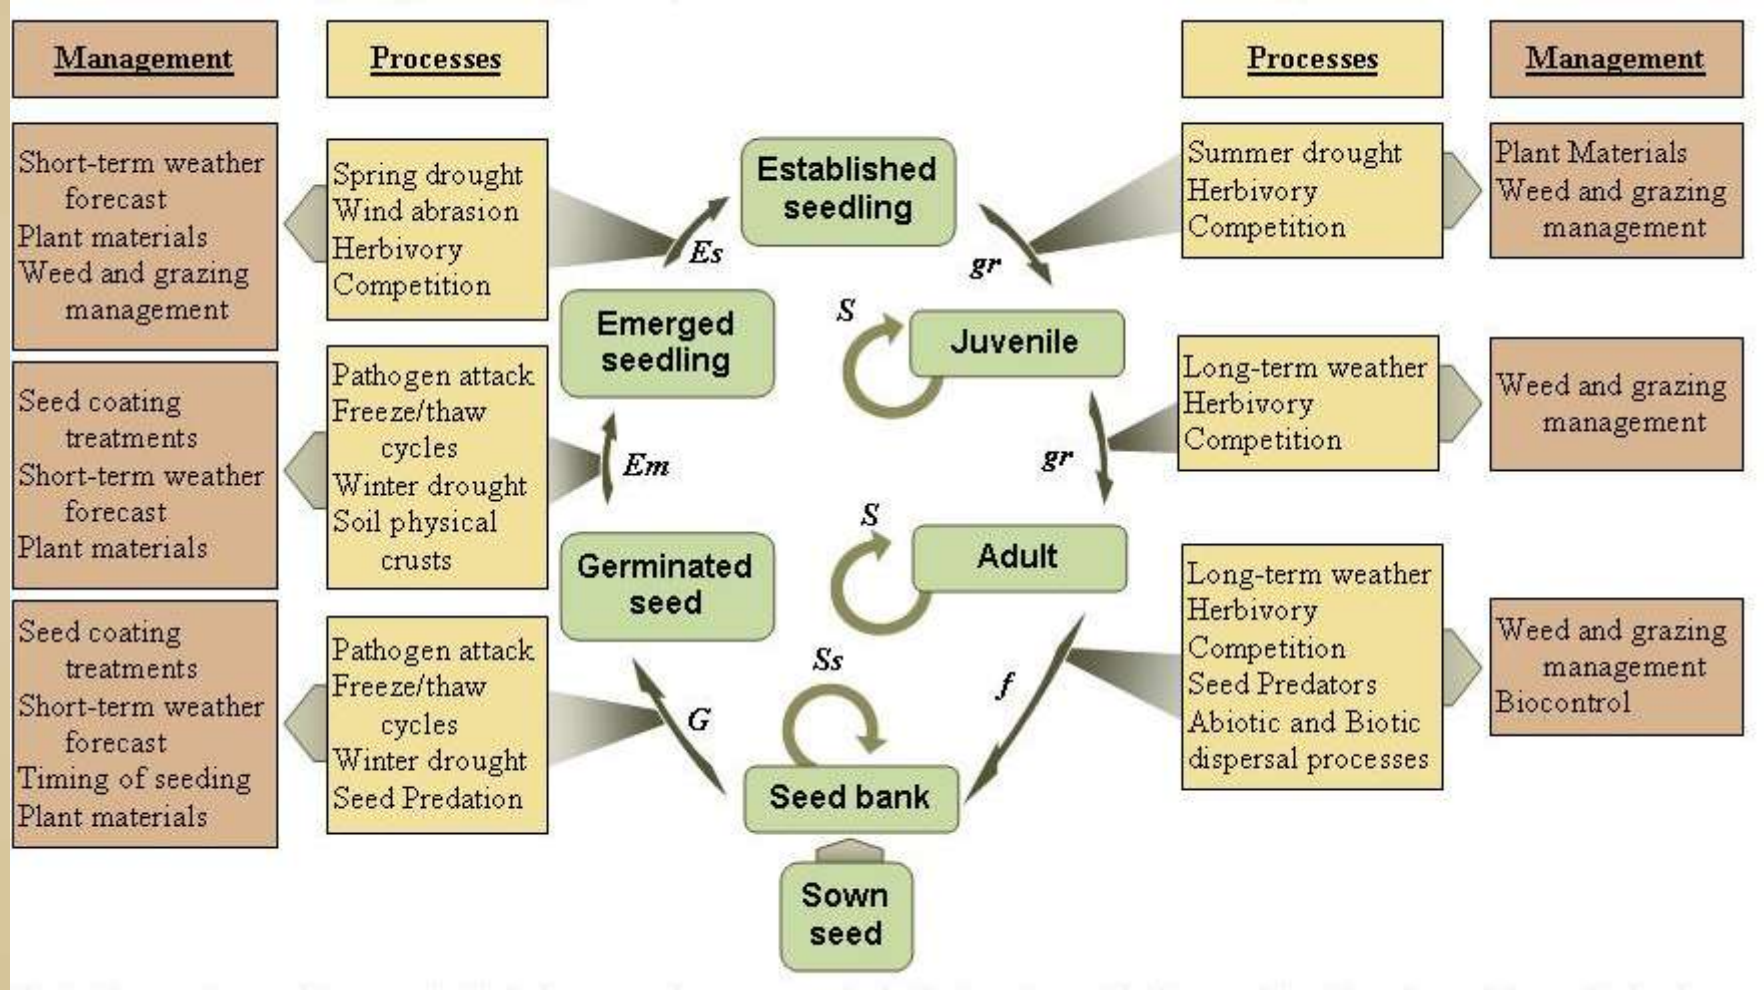 Management
Processes
Processes
Management
Short-term weather
forecast
Plant materials
Weed and grazing
management
Spring drought
Wind abrasion
Herbivory
Competition
Es
Established
seedling
gr
Summer drought
Herbivory
Competition
Plant Materials
Weed and grazing
management
Emerged
seedling
S
Juvenile
Seed coating
treatments
Short-term weather
forecast
Plant materials
Pathogen attack
Freeze/thaw
cycles
Winter drought
Soil physical
crusts
Em
gr
Long-term weather
Herbivory
Competition
Weed and grazing
management
Germinated
seed
S
Adult
Seed coating
treatments
Short-term weather
forecast
Timing of seeding
Plant materials
Pathogen attack
Freeze/thaw
cycles
Winter drought
Seed Predation
G
Ss
f
Long-term weather
Herbivory
Competition
Seed Predators
Abiotic and Biotic
dispersal processes
Weed and grazing
management
Biocontrol
Seed bank
Sown
seed